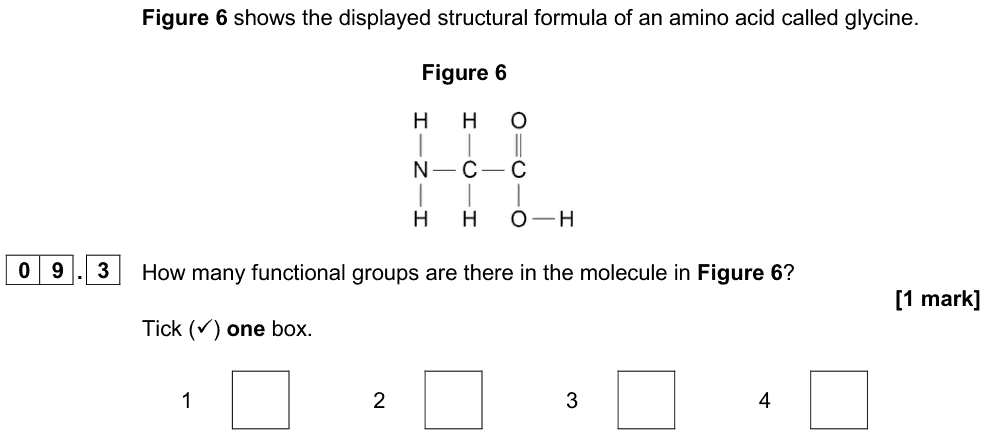 Figure 6 shows the displayed structural formula of an amino acid called glycine.
Figure 6
H H O
N C C
H H O H
0 9 . 3 How many functional groups are there in the molecule in Figure 6?
[1 mark]
Tick (✓) one box.
1 2 3 4